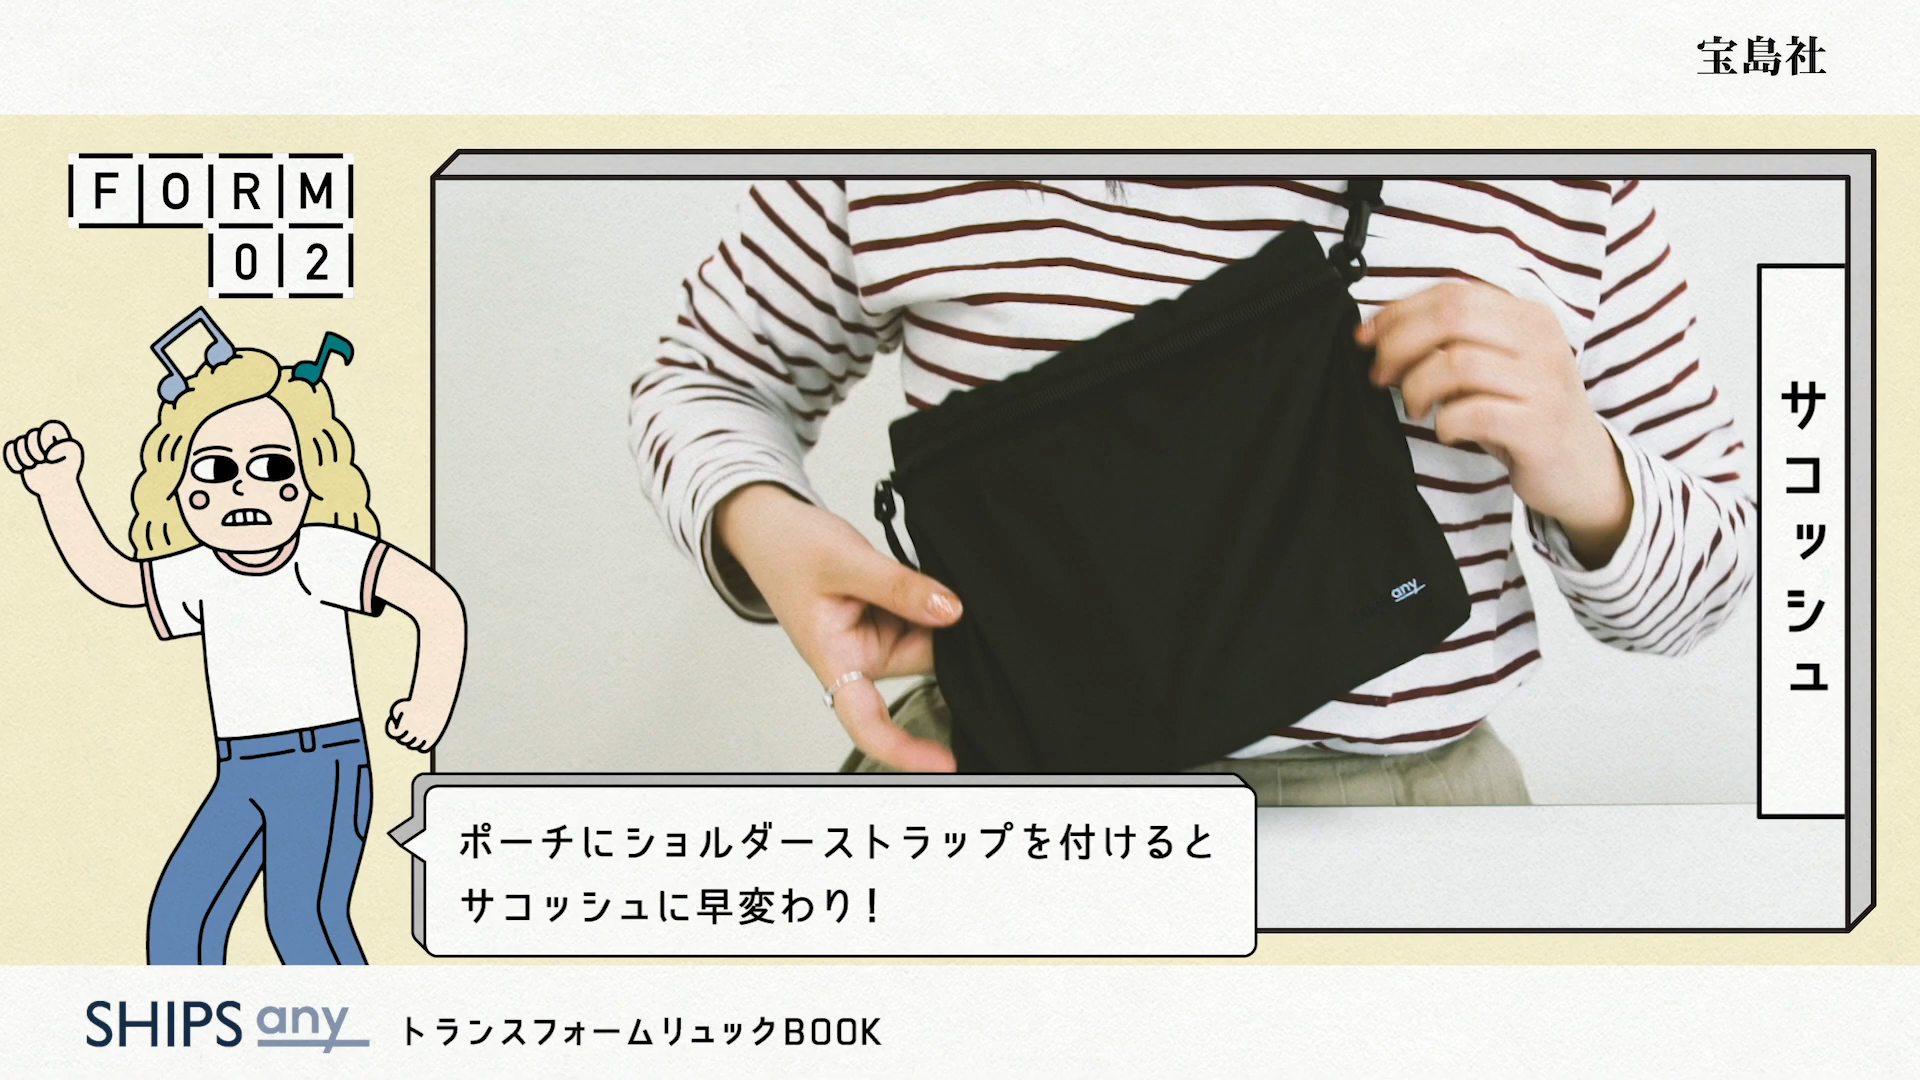 宝島社
FORM
02
サコッシュ
any
ポーチにショルダーストラップを付けると
サコッシュに早変わり!
SHIPS any トランスフォームリュックBOOK